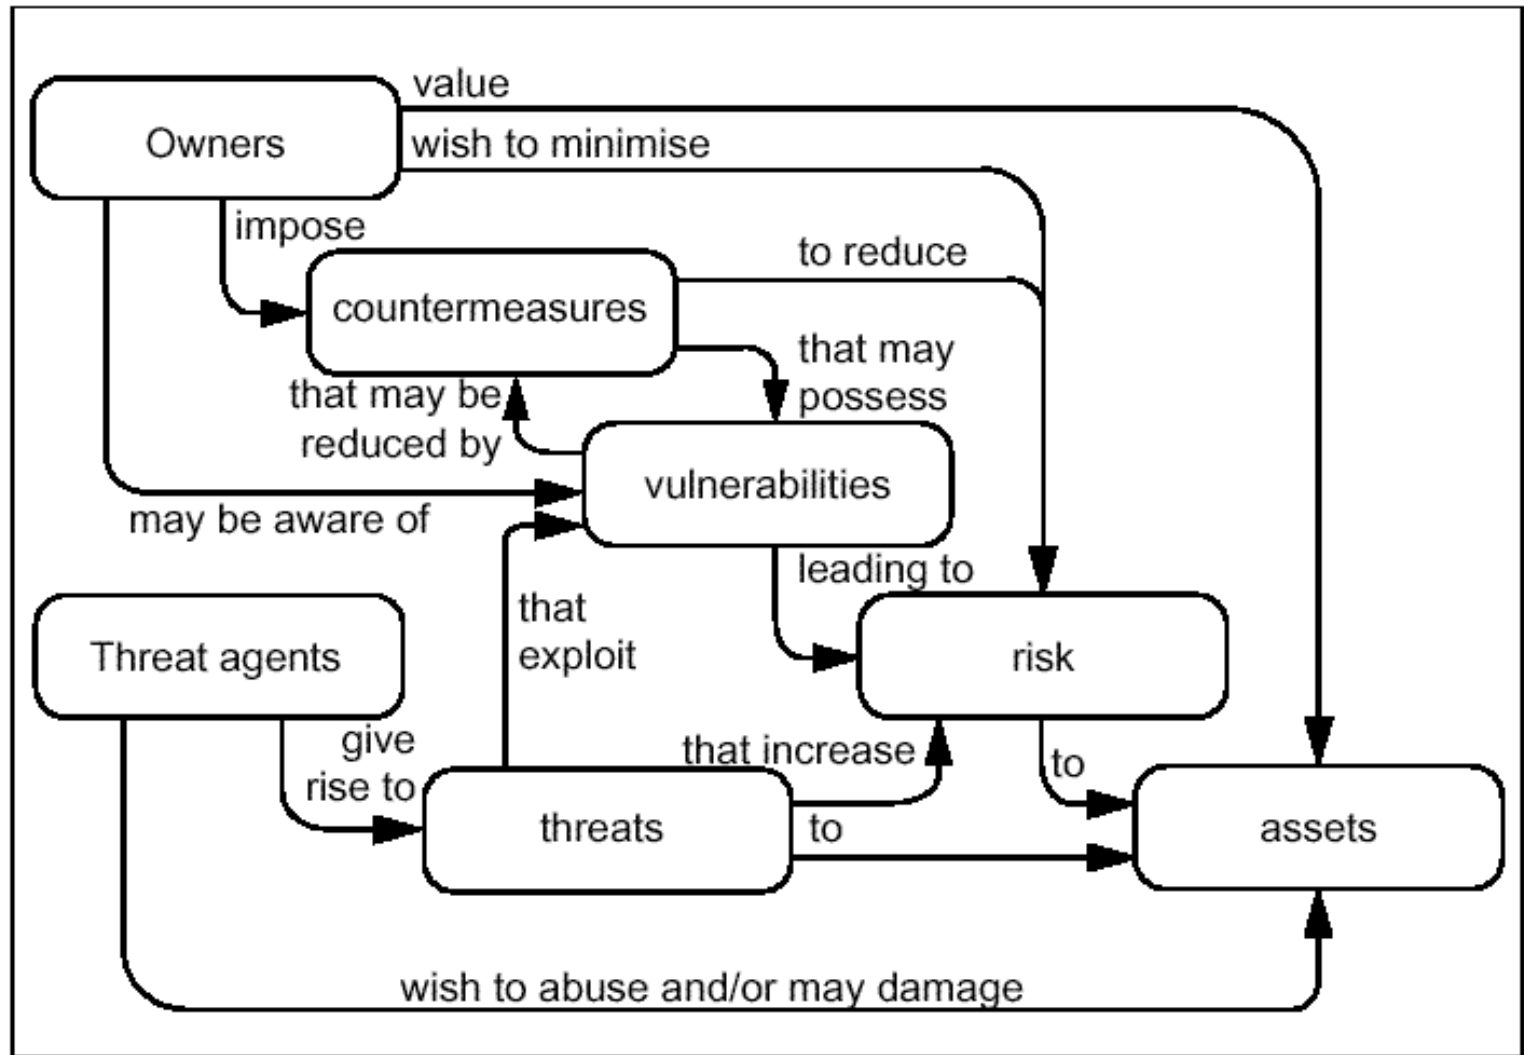 value
Owners
wish to minimise
impose
to reduce
countermeasures
that may
possess
that may be
reduced by
vulnerabilities
may be aware of
leading to
that
exploit
Threat agents
risk
give
rise to
that increase
to
threats
to
assets
wish to abuse and/or may damage